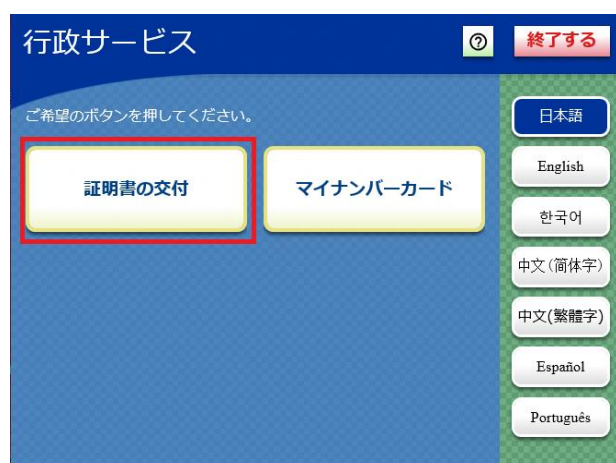 行政サービス
終了する
ご希望のボタンを押してください。
証明書の交付
マイナンバーカード
日本語
English
한국어
中文(简体字)
中文(繁體字)
Español
Português